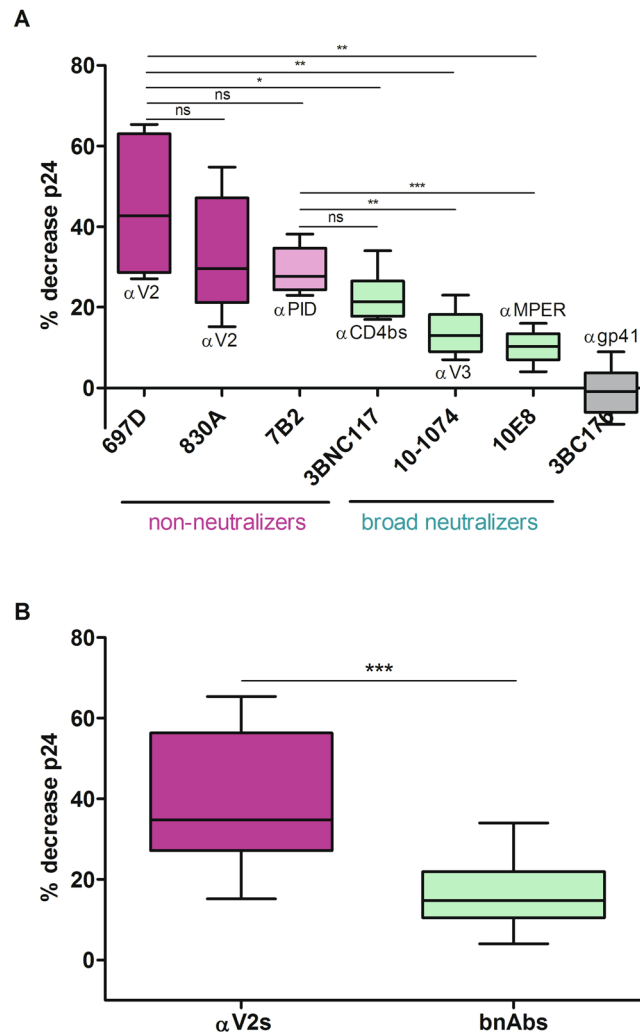 A
% decrease p24
80
60
40
20
0
**
**
*
ns
ns
***
**
ns
αV2
αV2
αPID
αCD4bs
αV3
αMPER
αgp41
697D
830A
7B2
3BNC117
10-1074
10E8
3BC176
non-neutralizers
broad neutralizers
B
% decrease p24
80
60
40
20
0
***
αV2s
bnAbs